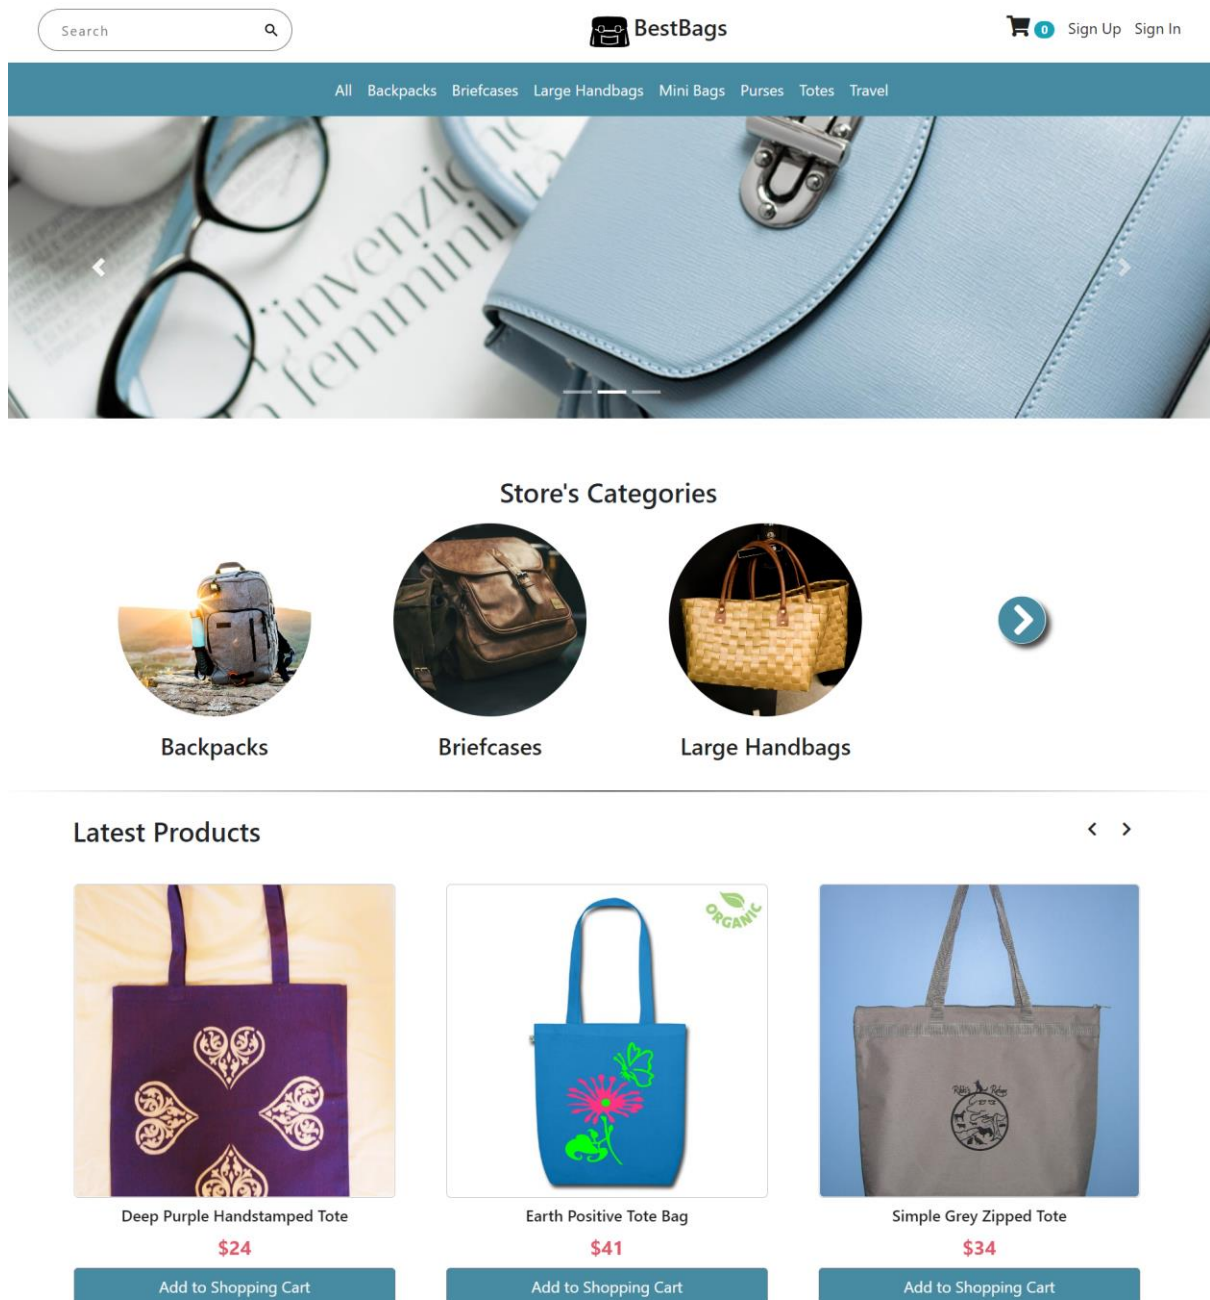 Search
BestBags
0
Sign Up Sign In
All Backpacks Briefcases Large Handbags Mini Bags Purses Totes Travel
l'invenzio
femminil
Store's Categories
Backpacks
Briefcases
Large Handbags
Latest Products
ORGANIC
Deep Purple Handstamped Tote
Earth Positive Tote Bag
Simple Grey Zipped Tote
$24
$41
$34
Add to Shopping Cart
Add to Shopping Cart
Add to Shopping Cart